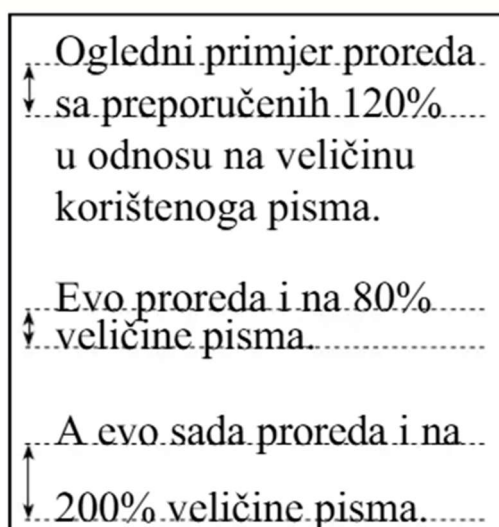 Ogledni primjer proreda
sa preporučenih 120%
u odnosu na veličinu
korištenoga pisma.
Evo proreda i na 80%
veličine pisma.
A evo sada proreda i na
200% veličine pisma.